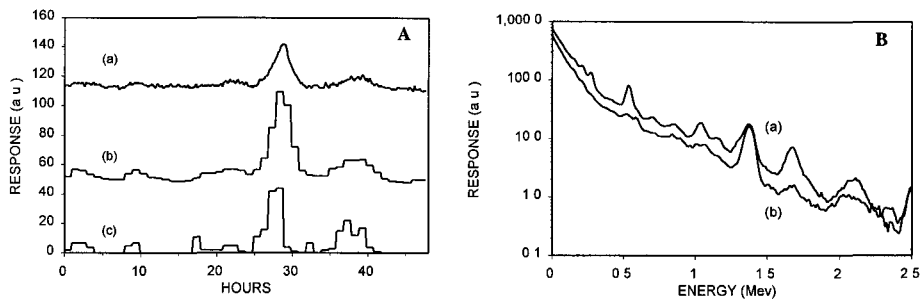 A
RESPONSE (a u)
160
140
120
100
80
60
40
20
0
(a)
(b)
(c)
0
10
20
30
40
HOURS
B
RESPONSE (a u)
1,000 0
100 0
10 0
1 0
0 1
(a)
(b)
0
0 5
1
1 5
2
2 5
ENERGY (Mev)